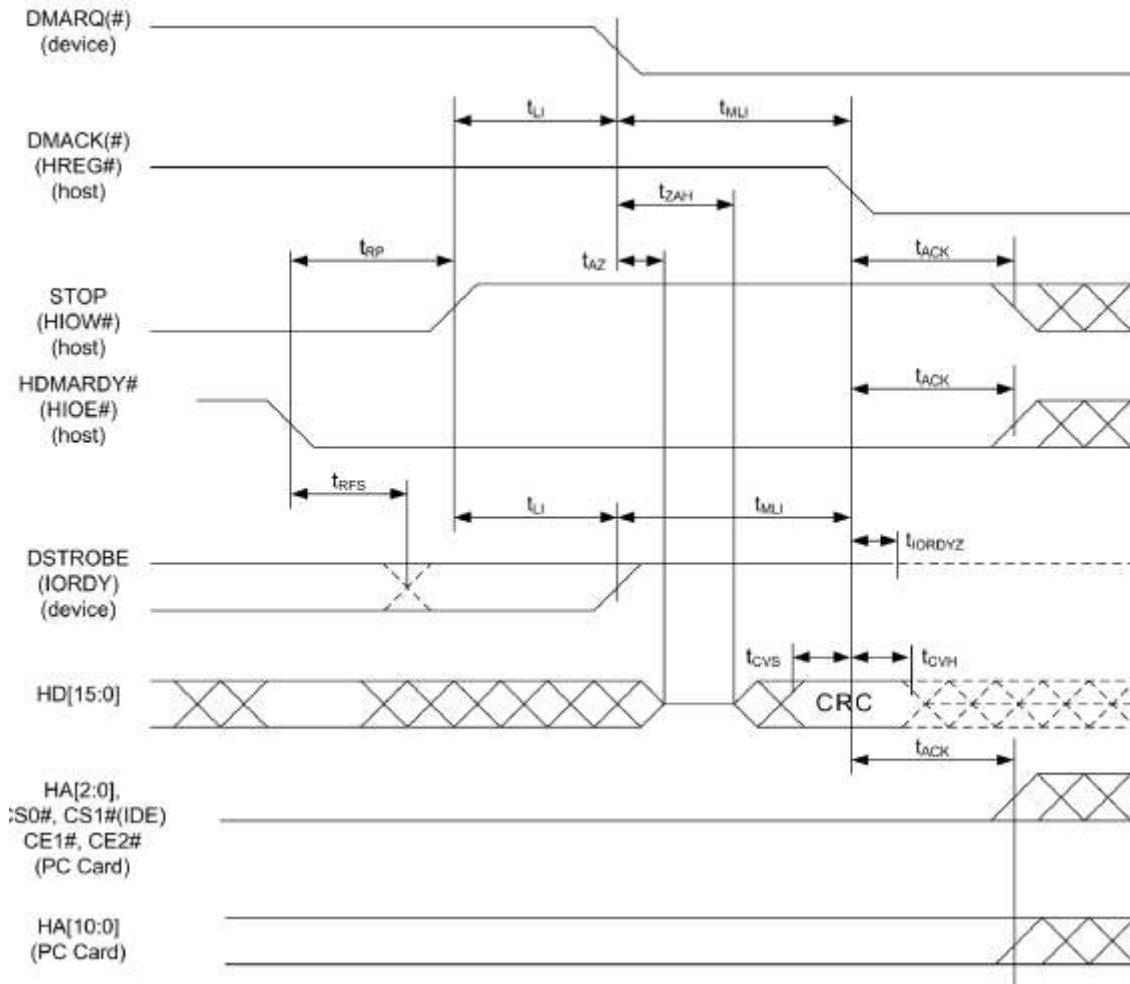 DMARQ(#)
(device)
tLI
tMLI
DMACK(#)
(HREG#)
(host)
tZAH
tRP
tAZ
tACK
STOP
(HIOW#)
(host)
HDMARDY#
(HIOE#)
(host)
tACK
tRFS
tLI
tMLI
tIORDYZ
DSTROBE
(IORDY)
(device)
tCVS
tCVH
HD[15:0]
CRC
tACK
HA[2:0],
CS0#, CS1#(IDE)
CE1#, CE2#
(PC Card)
HA[10:0]
(PC Card)